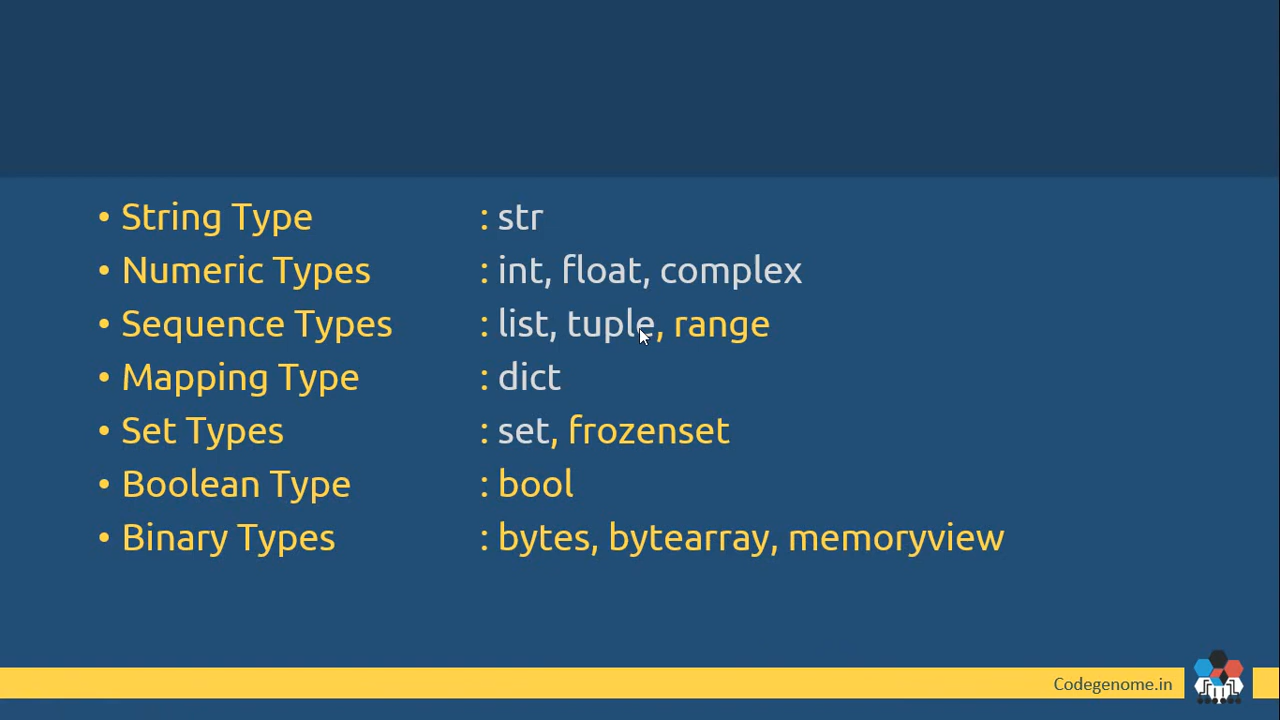 • String Type : str
• Numeric Types : int, float, complex
• Sequence Types : list, tuple, range
• Mapping Type : dict
• Set Types : set, frozenset
• Boolean Type : bool
• Binary Types : bytes, bytearray, memoryview
Codegenome.in